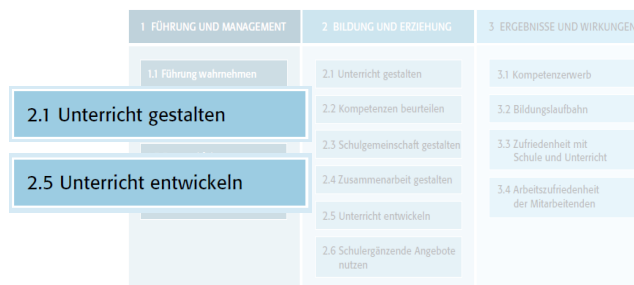 1 FÜHRUNG UND MANAGEMENT
2 BILDUNG UND ERZIEHUNG
3 ERGEBNISSE UND WIRKUNGEN
1.1 Führung wahrnehmen
2.1 Unterricht gestalten
2.5 Unterricht entwickeln
2.1 Unterricht gestalten
2.2 Kompetenzen beurteilen
2.3 Schulgemeinschaft gestalten
2.4 Zusammenarbeit gestalten
2.5 Unterricht entwickeln
2.6 Schulergänzende Angebote
nutzen
3.1 Kompetenzerwerb
3.2 Bildungslaufbahn
3.3 Zufriedenheit mit
Schule und Unterricht
3.4 Arbeitszufriedenheit
der Mitarbeitenden